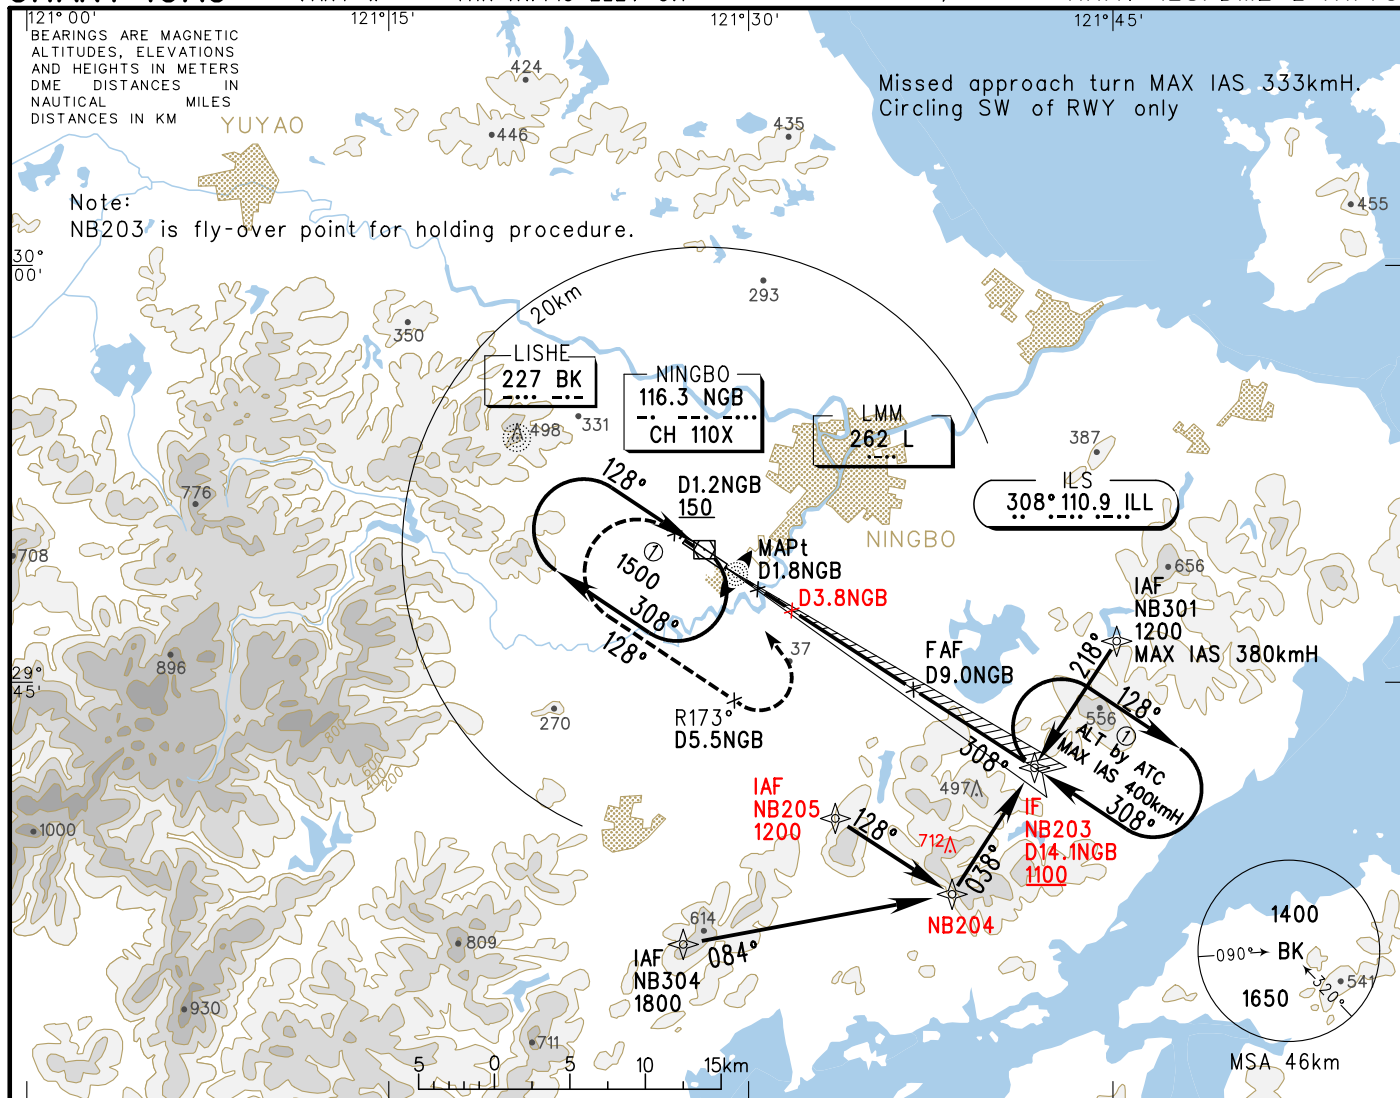 121° 00'
121° 15'
121° 30'
121° 45'
BEARINGS ARE MAGNETIC
ALTITUDES, ELEVATIONS
AND HEIGHTS IN METERS
DME DISTANCES IN
NAUTICAL MILES
DISTANCES IN KM
YUYAO
424
446
435
Missed approach turn MAX IAS 333kmH.
Circling SW of RWY only
455
Note:
NB203 is fly-over point for holding procedure.
30°
00'
293
20km
350
LISHE
227 BK
NINGBO
116.3 NGB
CH 110X
331
498
LMM
262 L
387
ILS
308° 110.9 ILL
NINGBO
776
708
128°
D1.2NGB
150
1
1500
308°
128°
MAPt
D1.8NGB
D3.8NGB
656
IAF
NB301
1200
MAX IAS 380kmH
218°
37
FAF
D9.0NGB
896
29°
45'
270
R173°
D5.5NGB
800
600
400
200
556
128°
1
ALT by ATC
MAX IAS 400kmH
308°
308°
497
IAF
NB205
1200
128°
712
IF
NB203
D14.1NGB
1100
038°
NB204
1000
614
084°
IAF
NB304
1800
809
930
711
1400
090°
BK
1650
320°
541
MSA 46km
5 0 5 10 15km